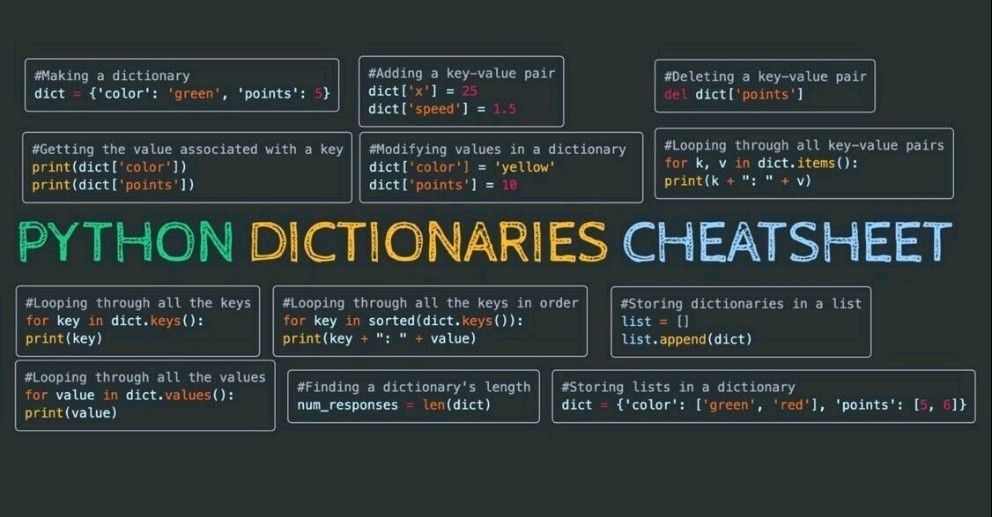 #Making a dictionary
dict = {'color': 'green', 'points': 5}
#Adding a key-value pair
dict['x'] = 25
dict['speed'] = 1.5
#Deleting a key-value pair
del dict['points']
#Getting the value associated with a key
print(dict['color'])
print(dict['points'])
#Modifying values in a dictionary
dict['color'] = 'yellow'
dict['points'] = 10
#Looping through all key-value pairs
for k, v in dict.items():
print(k + ": " + v)
PYTHON DICTIONARIES CHEATSHEET
#Looping through all the keys
for key in dict.keys():
print(key)
#Looping through all the keys in order
for key in sorted(dict.keys()):
print(key + ": " + value)
#Storing dictionaries in a list
list = []
list.append(dict)
#Looping through all the values
for value in dict.values():
print(value)
#Finding a dictionary's length
num_responses = len(dict)
#Storing lists in a dictionary
dict = {'color': ['green', 'red'], 'points': [5, 6]}